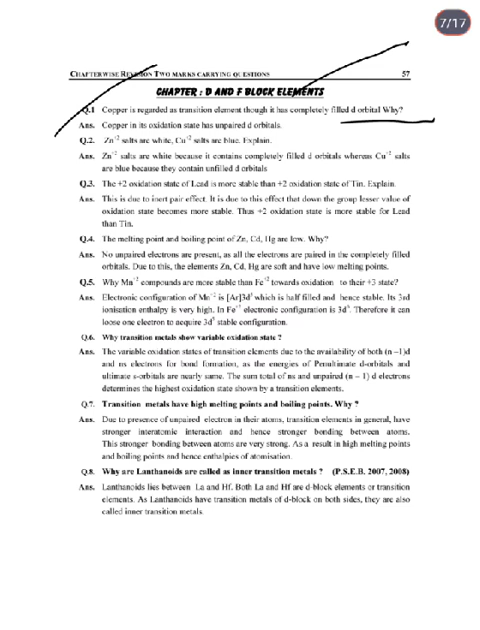 7/17
CHAPTERWISE REVISION TWO MARKS CARRYING QUESTIONS 57
CHAPTER : D AND F BLOCK ELEMENTS
Q.1 Copper is regarded as transition element though it has completely filled d orbital Why?
Ans. Copper in its oxidation state has unpaired d orbitals.
Q.2. Zn+2 salts are white, Cu+2 salts are blue. Explain.
Ans. Zn+2 salts are white because it contains completely filled d orbitals whereas Cu+2 salts
are blue because they contain unfilled d orbitals
Q.3. The +2 oxidation state of Lead is more stable than +2 oxidation state of Tin. Explain.
Ans. This is due to inert pair effect. It is due to this effect that down the group lesser value of
oxidation state becomes more stable. Thus +2 oxidation state is more stable for Lead
than Tin.
Q.4. The melting point and boiling point of Zn, Cd, Hg are low. Why?
Ans. No unpaired electrons are present, as all the electrons are paired in the completely filled
orbitals. Due to this, the elements Zn, Cd, Hg are soft and have low melting points.
Q.5. Why Mn+2 compounds are more stable than Fe+2 towards oxidation to their +3 state?
Ans. Electronic configuration of Mn+2 is [Ar]3d5 which is half filled and hence stable. Its 3rd
ionisation enthalpy is very high. In Fe+2 electronic configuration is 3d6. Therefore it can
loose one electron to acquire 3d5 stable configuration.
Q.6. Why transition metals show variable oxidation state ?
Ans. The variable oxidation states of transition elements due to the availability of both (n –1)d
and ns electrons for bond formation, as the energies of Penultimate d-orbitals and
ultimate s-orbitals are nearly same. The sum total of ns and unpaired (n – 1) d electrons
determines the highest oxidation state shown by a transition elements.
Q.7. Transition metals have high melting points and boiling points. Why ?
Ans. Due to presence of unpaired electron in their atoms, transition elements in general, have
stronger interatomic interaction and hence stronger bonding between atoms.
This stronger bonding between atoms are very strong. As a result in high melting points
and boiling points and hence enthalpies of atomisation.
Q.8. Why are Lanthanoids are called as inner transition metals ? (P.S.E.B. 2007, 2008)
Ans. Lanthanoids lies between La and Hf. Both La and Hf are d-block elements or transition
elements. As Lanthanoids have transition metals of d-block on both sides, they are also
called inner transition metals.